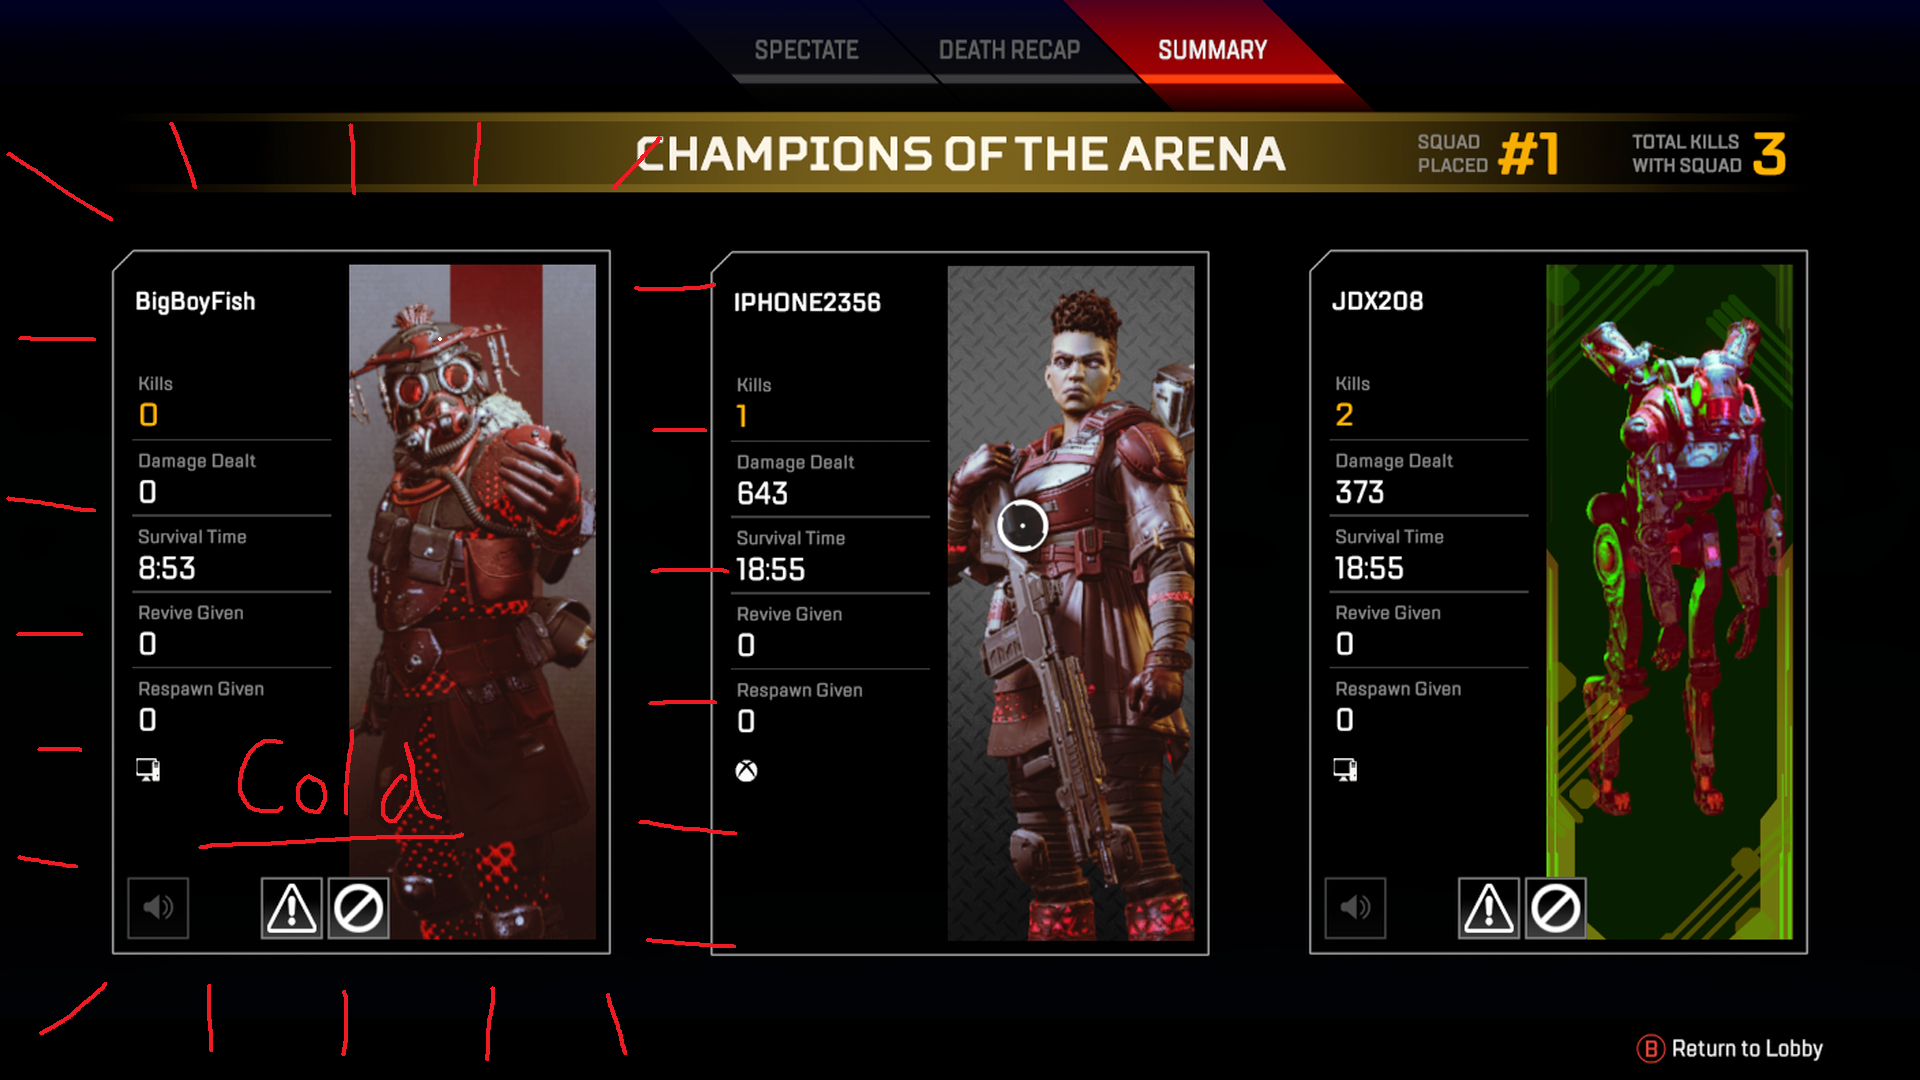 SPECTATE
DEATH RECAP
SUMMARY
CHAMPIONS OF THE ARENA
SQUAD PLACED #1
TOTAL KILLS WITH SQUAD 3
BigBoyFish
Kills
0
Damage Dealt
0
Survival Time
8:53
Revive Given
0
Respawn Given
0
Cold
IPHONE2356
Kills
1
Damage Dealt
643
Survival Time
18:55
Revive Given
0
Respawn Given
0
JDX208
Kills
2
Damage Dealt
373
Survival Time
18:55
Revive Given
0
Respawn Given
0
B Return to Lobby